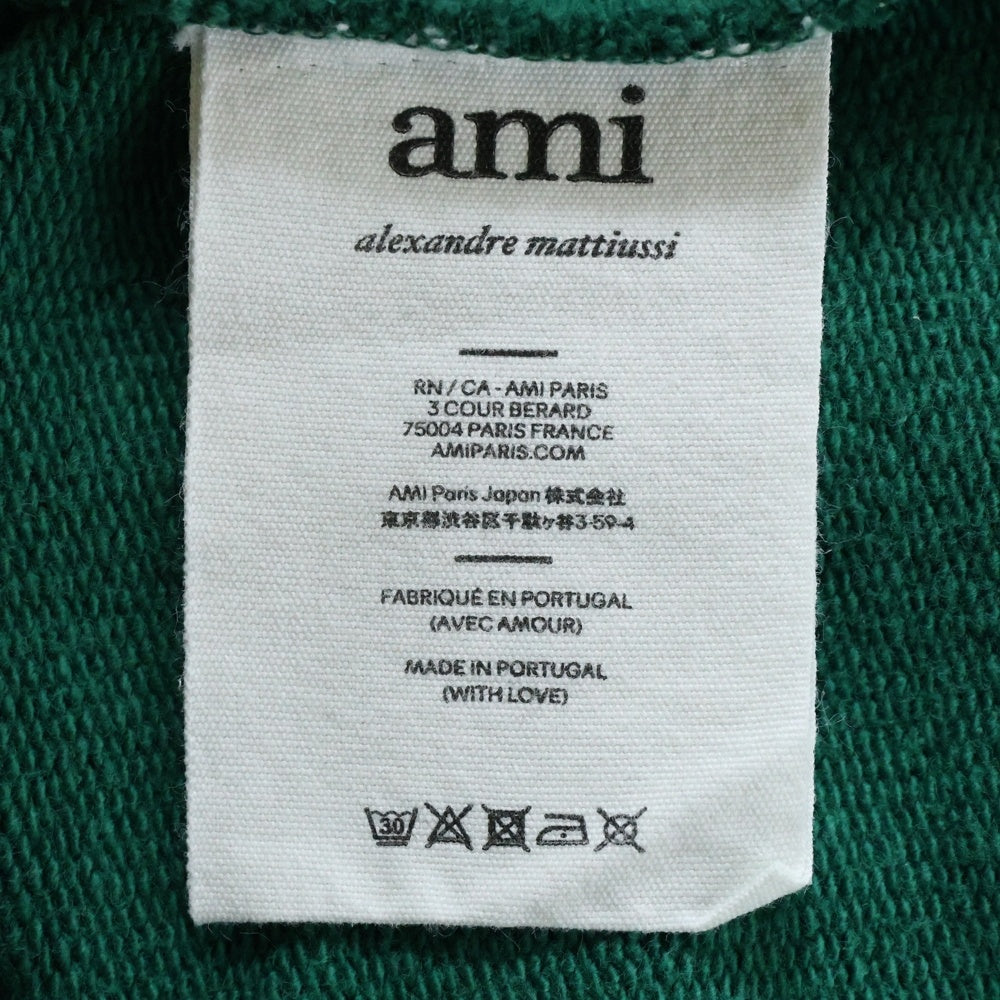 ami
alexandre mattiussi
RN / CA - AMI PARIS
3 COUR BERARD
75004 PARIS FRANCE
AMIPARIS.COM
AMI Paris Japan 株式会社
東京都渋谷区千駄ヶ谷3-59-4
FABRIQUÉ EN PORTUGAL
(AVEC AMOUR)
MADE IN PORTUGAL
(WITH LOVE)
30